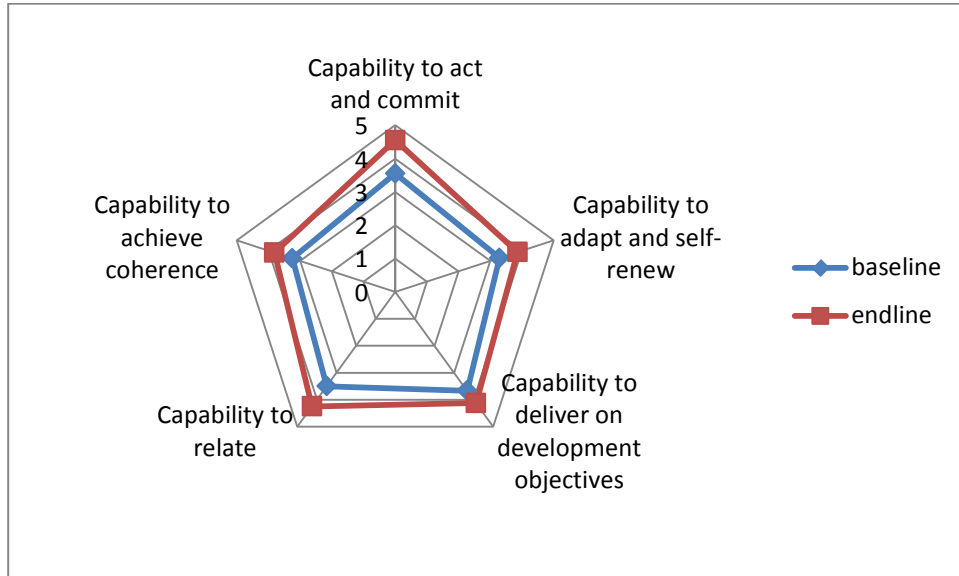 Capability to act
and commit
5
4
3
2
1
0
Capability to
adapt and self-
renew
Capability to
deliver on
development
objectives
Capability to
relate
Capability to
achieve
coherence
baseline
endline